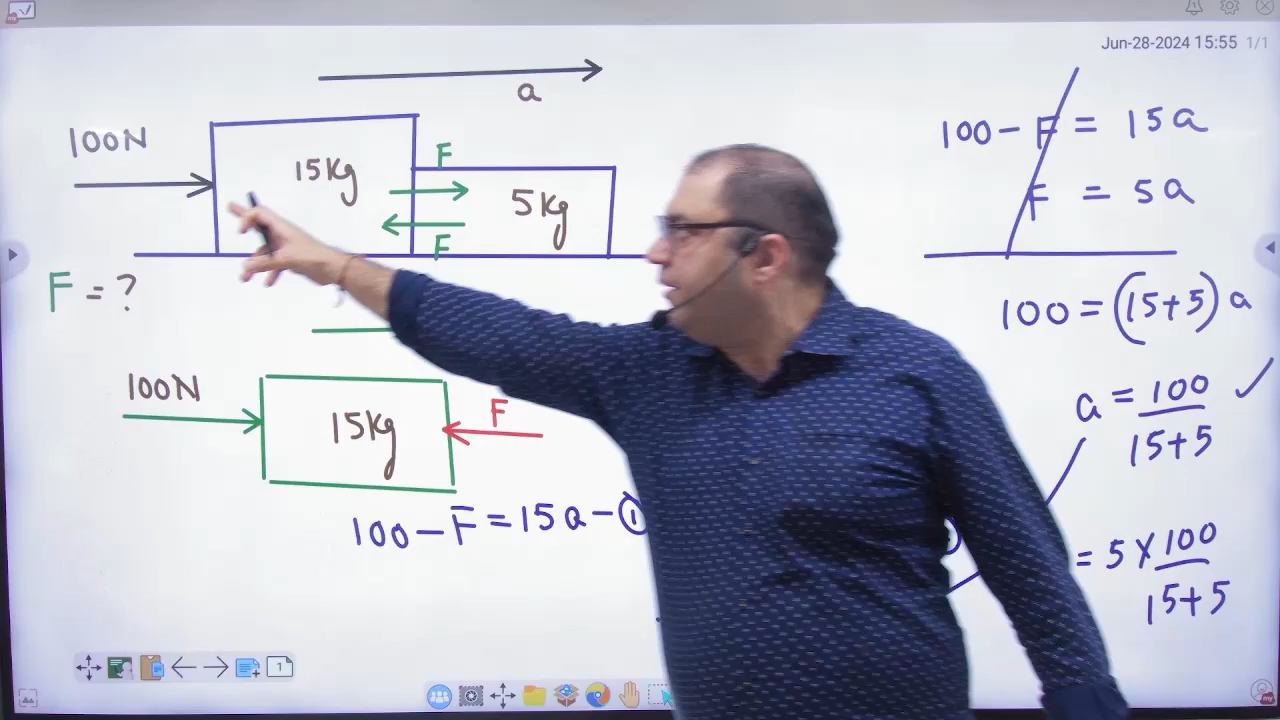 Jun-28-2024 15:55 1/1
a
100N
15kg
F
F
5kg
F = ?
100N
15kg
F
100 - F = 15a - ①
100 - F = 15a
F = 5a
100 = (15+5) a
a = 100
15+5
✓
= 5 × 100
15+5
1